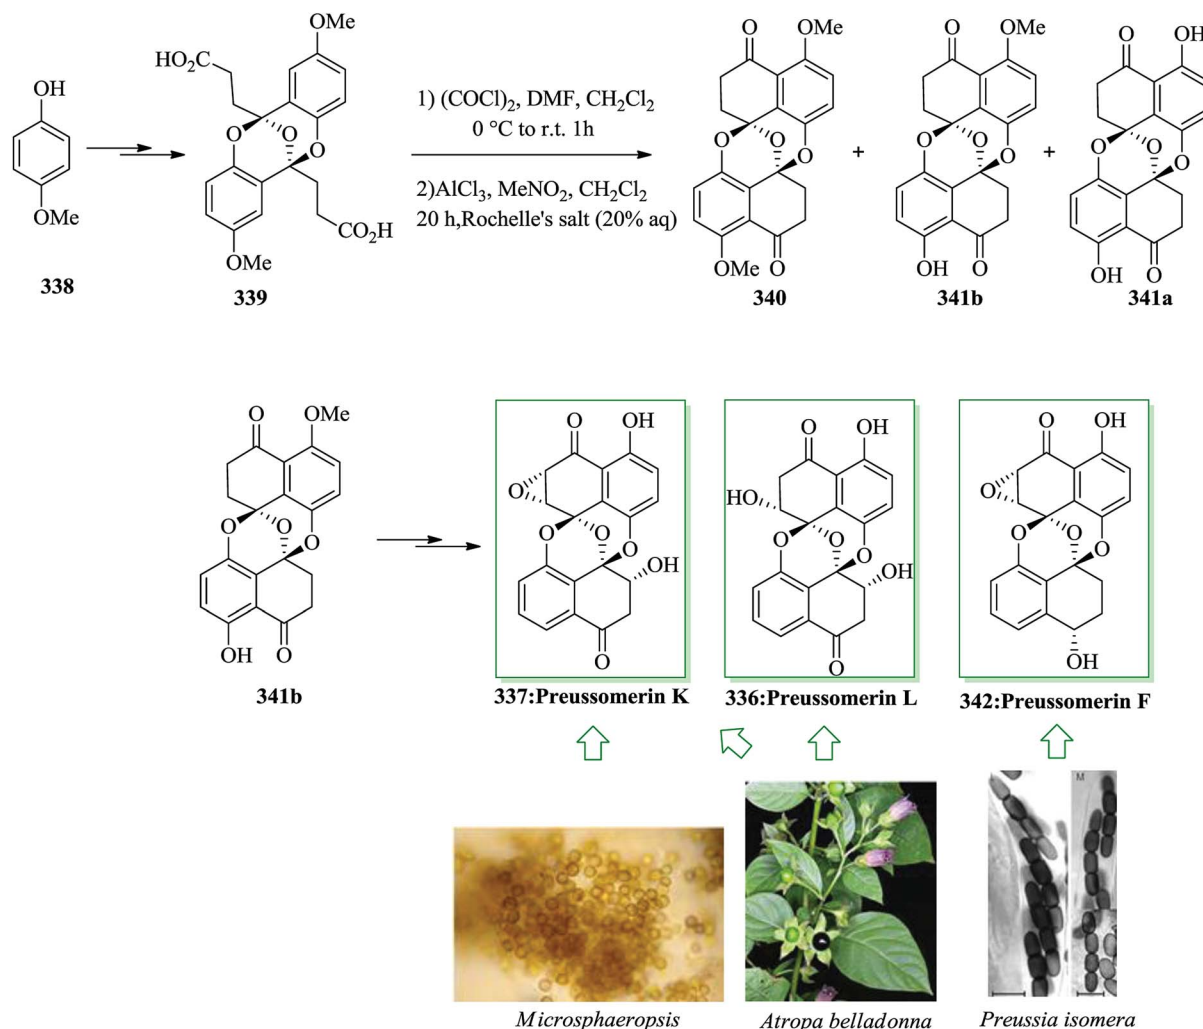 OH
OMe
338
OMe
HO₂C
O
O
O
CO₂H
OMe
339
1) (COCl)₂, DMF, CH₂Cl₂
0 °C to r.t. 1h
2)AlCl₃, MeNO₂, CH₂Cl₂
20 h,Rochelle's salt (20% aq)
O OMe
O O
O
OMe O
340
+
O OMe
O O
O
OH O
341b
+
O OH
O O
O
OH O
341a
O OMe
O O
O
OH O
341b
O OH
O
O O
O
OH
O
337:Preussomerin K
O OH
HO
O O
O
OH
O
336:Preussomerin L
O OH
O
O O
O
OH
342:Preussomerin F
M
Microsphaeropsis
Atropa belladonna
Preussia isomera